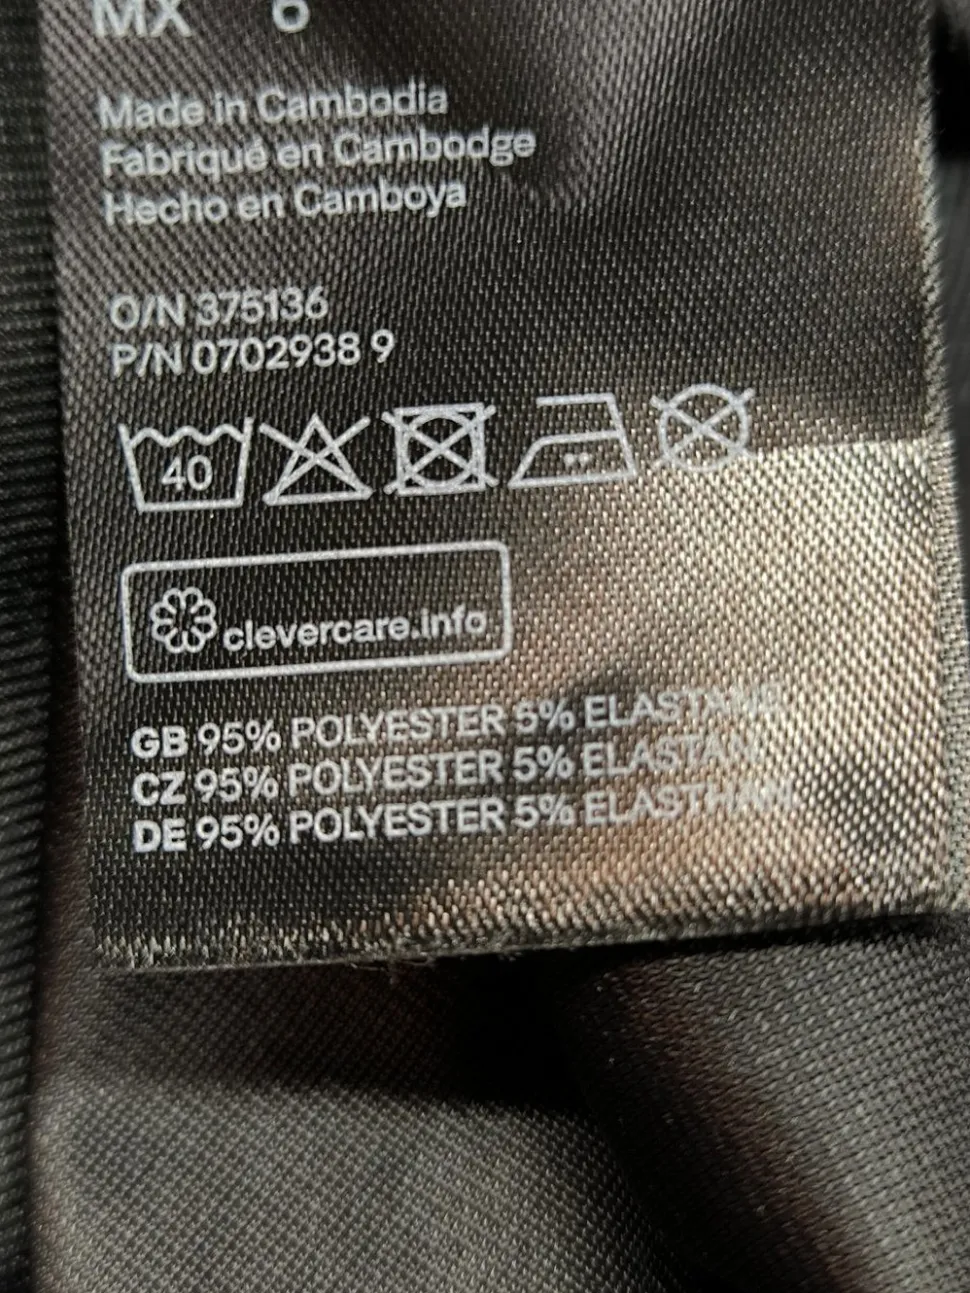 MX 6
Made in Cambodia
Fabriqué en Cambodge
Hecho en Camboya
O/N 375136
P/N 0702938 9
40
clevercare.info
GB 95% POLYESTER 5% ELASTANE
CZ 95% POLYESTER 5% ELASTAN
DE 95% POLYESTER 5% ELASTHAN